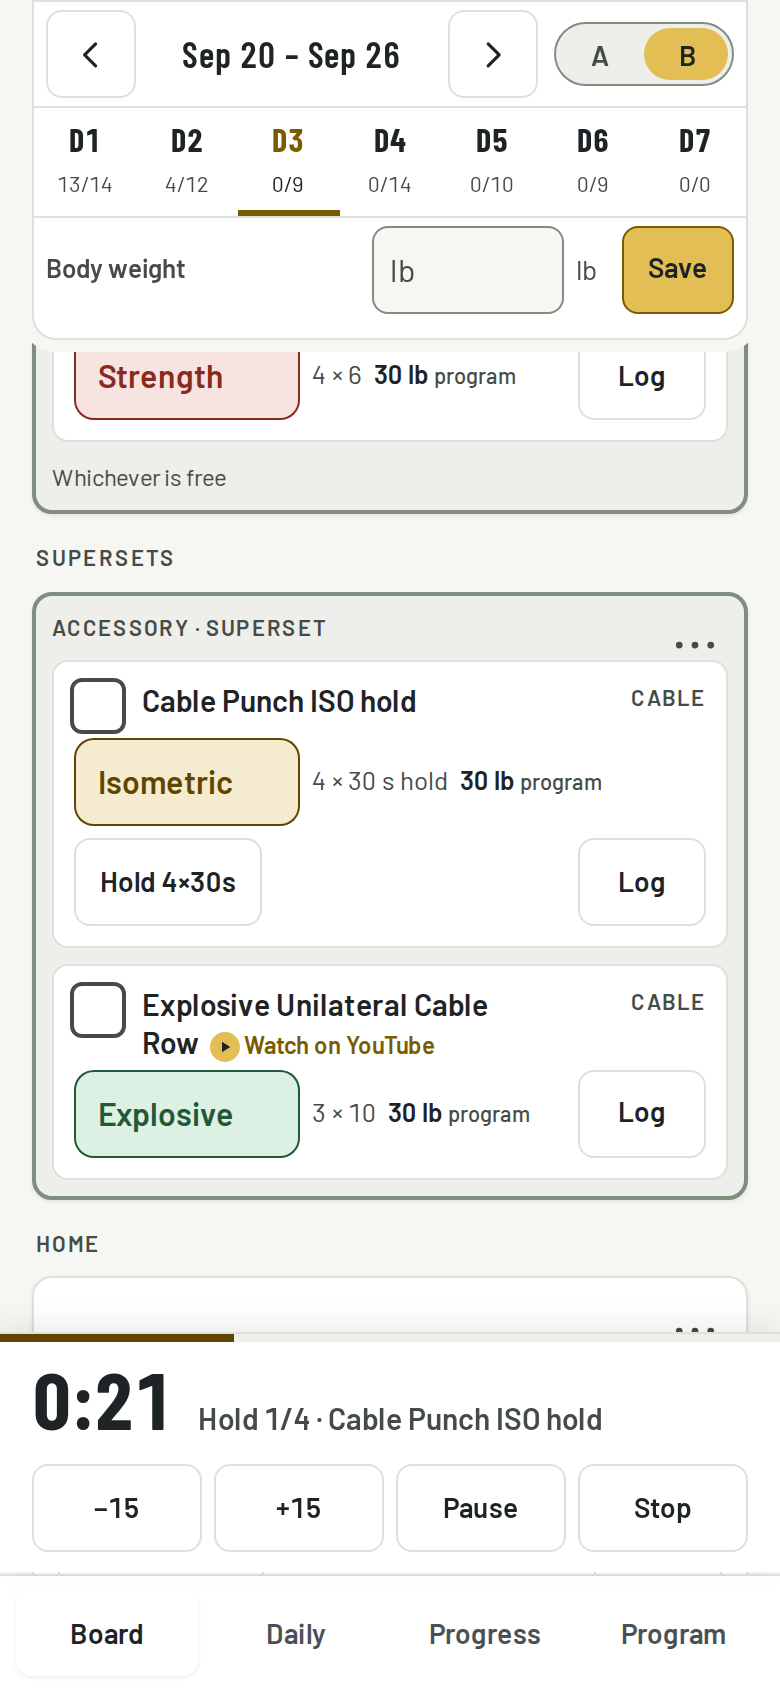 Sep 20 – Sep 26
A B
D1 D2 D3 D4 D5 D6 D7
13/14 4/12 0/9 0/14 0/10 0/9 0/0
Body weight lb lb Save
Strength 4 × 6 30 lb program Log
Whichever is free
SUPERSETS
ACCESSORY · SUPERSET
Cable Punch ISO hold CABLE
Isometric 4 × 30 s hold 30 lb program
Hold 4×30s Log
Explosive Unilateral Cable CABLE
Row Watch on YouTube
Explosive 3 × 10 30 lb program Log
HOME
0:21 Hold 1/4 · Cable Punch ISO hold
−15 +15 Pause Stop
Board Daily Progress Program